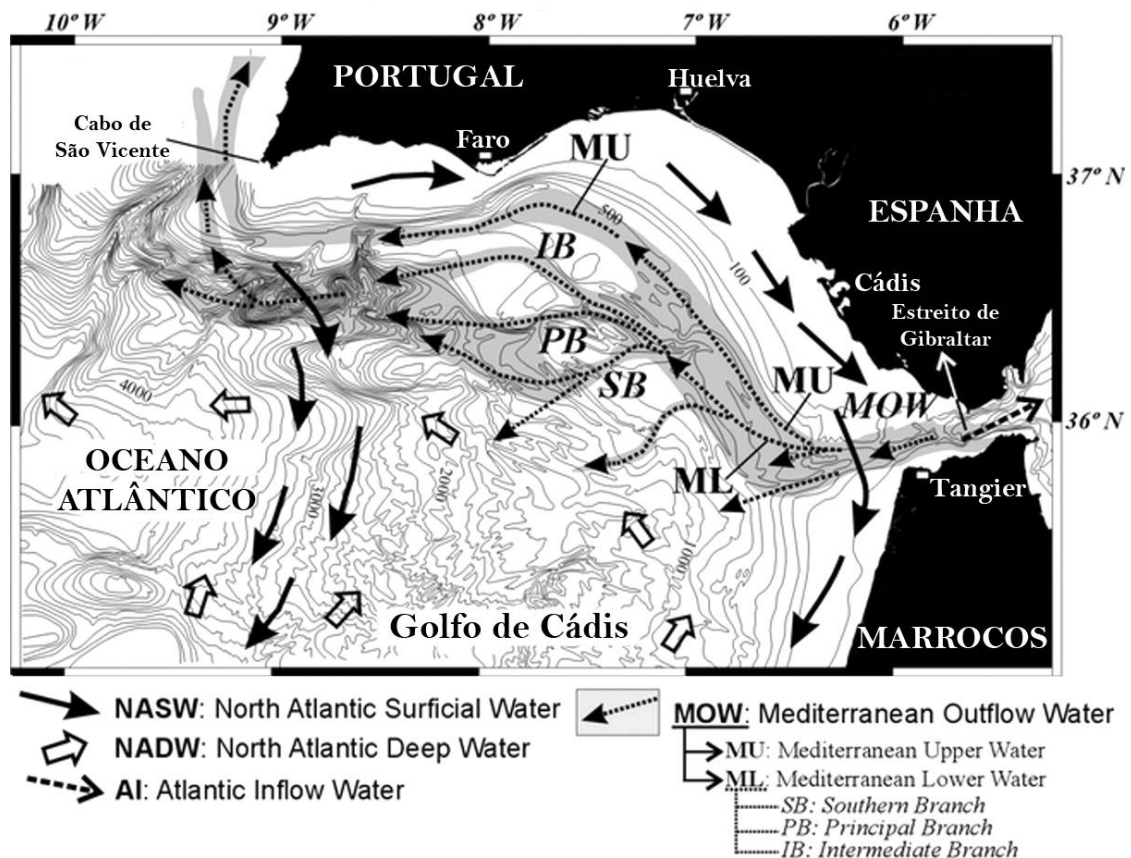 10º W 9º W 8º W 7º W 6º W
PORTUGAL
Huelva
Cabo de
São Vicente
Faro
MU
37º N
500
ESPANHA
IB
100
Cádis
Estreito de
Gibraltar
PB
MU
SB
MOW
4000
36º N
OCEANO
ATLÂNTICO
2000
ML
Tangier
3000
1000
Golfo de Cádis
MARROCOS
NASW: North Atlantic Surficial Water
NADW: North Atlantic Deep Water
AI: Atlantic Inflow Water
MOW: Mediterranean Outflow Water
MU: Mediterranean Upper Water
ML: Mediterranean Lower Water
SB: Southern Branch
PB: Principal Branch
IB: Intermediate Branch